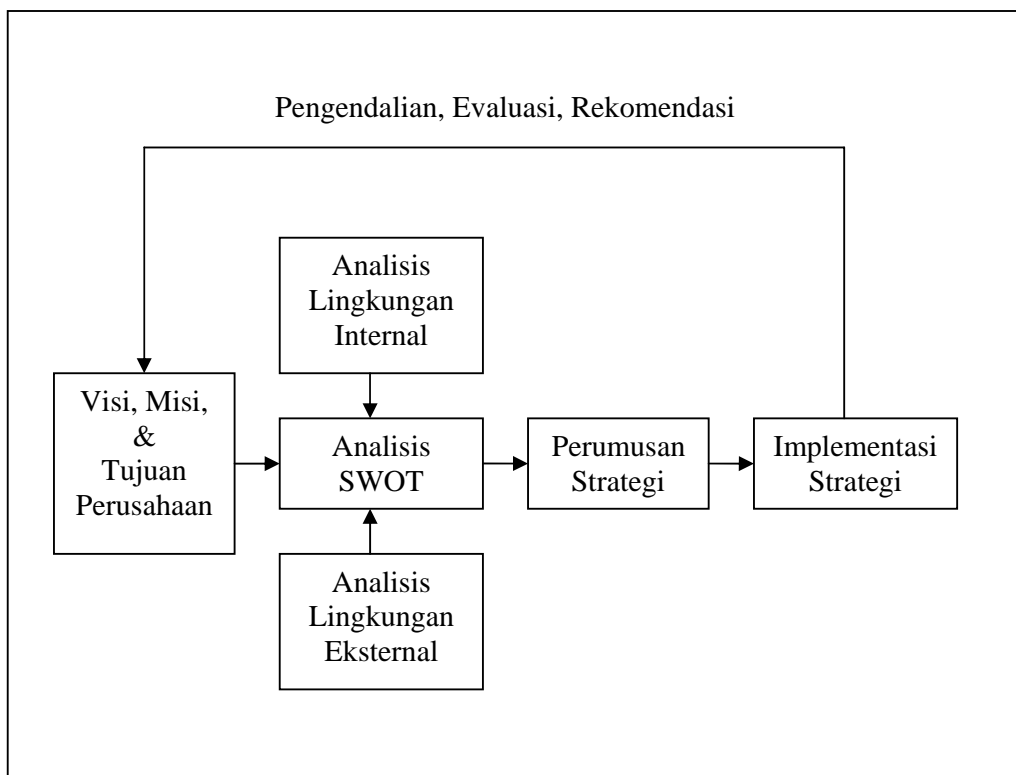 Pengendalian, Evaluasi, Rekomendasi
Analisis
Lingkungan
Internal
Visi, Misi,
&
Tujuan
Perusahaan
Analisis
SWOT
Perumusan
Strategi
Implementasi
Strategi
Analisis
Lingkungan
Eksternal